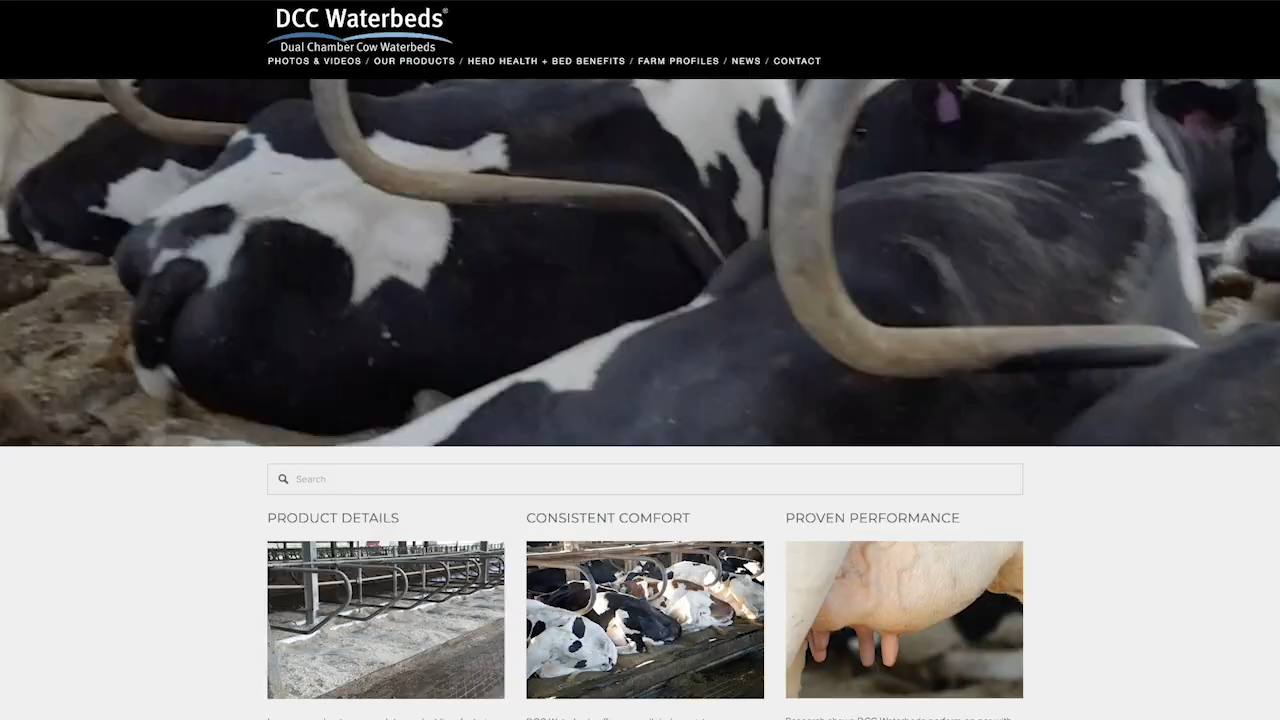 DCC Waterbeds®
Dual Chamber Cow Waterbeds
PHOTOS & VIDEOS / OUR PRODUCTS / HERD HEALTH + BED BENEFITS / FARM PROFILES / NEWS / CONTACT
Search
PRODUCT DETAILS
CONSISTENT COMFORT
PROVEN PERFORMANCE